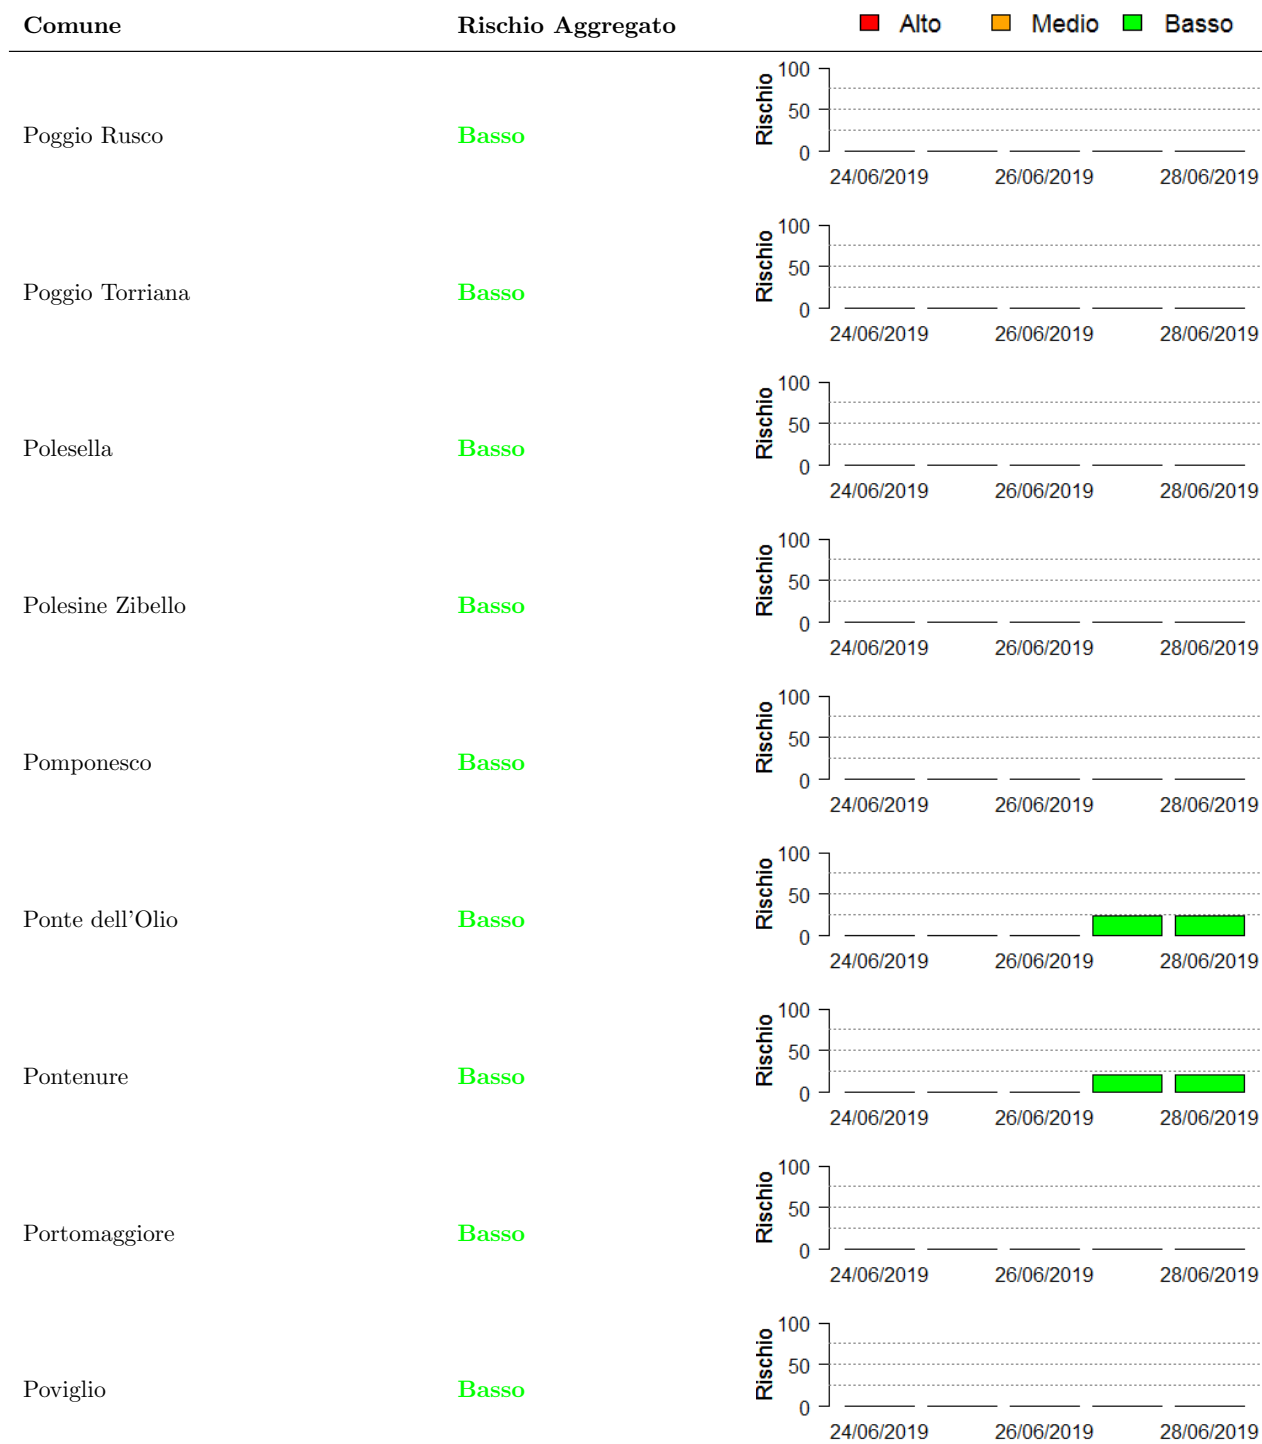 Comune Rischio Aggregato Alto Medio Basso
Poggio Rusco Basso
Rischio
100
50
0
24/06/2019 26/06/2019 28/06/2019
Poggio Torriana Basso
Rischio
100
50
0
24/06/2019 26/06/2019 28/06/2019
Polesella Basso
Rischio
100
50
0
24/06/2019 26/06/2019 28/06/2019
Polesine Zibello Basso
Rischio
100
50
0
24/06/2019 26/06/2019 28/06/2019
Pomponesco Basso
Rischio
100
50
0
24/06/2019 26/06/2019 28/06/2019
Ponte dell'Olio Basso
Rischio
100
50
0
24/06/2019 26/06/2019 28/06/2019
Pontenure Basso
Rischio
100
50
0
24/06/2019 26/06/2019 28/06/2019
Portomaggiore Basso
Rischio
100
50
0
24/06/2019 26/06/2019 28/06/2019
Poviglio Basso
Rischio
100
50
0
24/06/2019 26/06/2019 28/06/2019